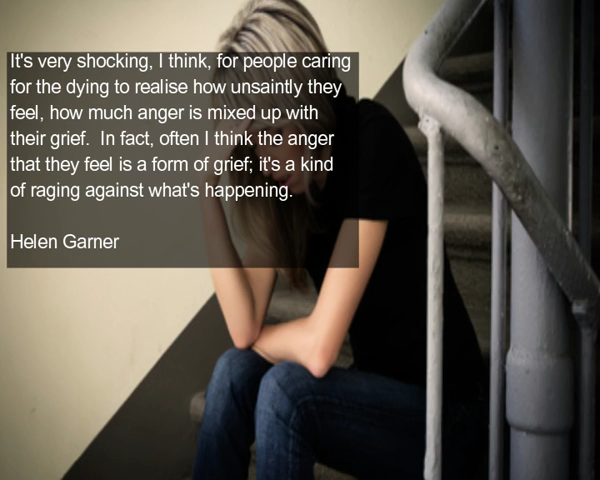 It's very shocking, I think, for people caring
for the dying to realise how unsaintly they
feel, how much anger is mixed up with
their grief.  In fact, often I think the anger
that they feel is a form of grief; it's a kind
of raging against what's happening.
Helen Garner